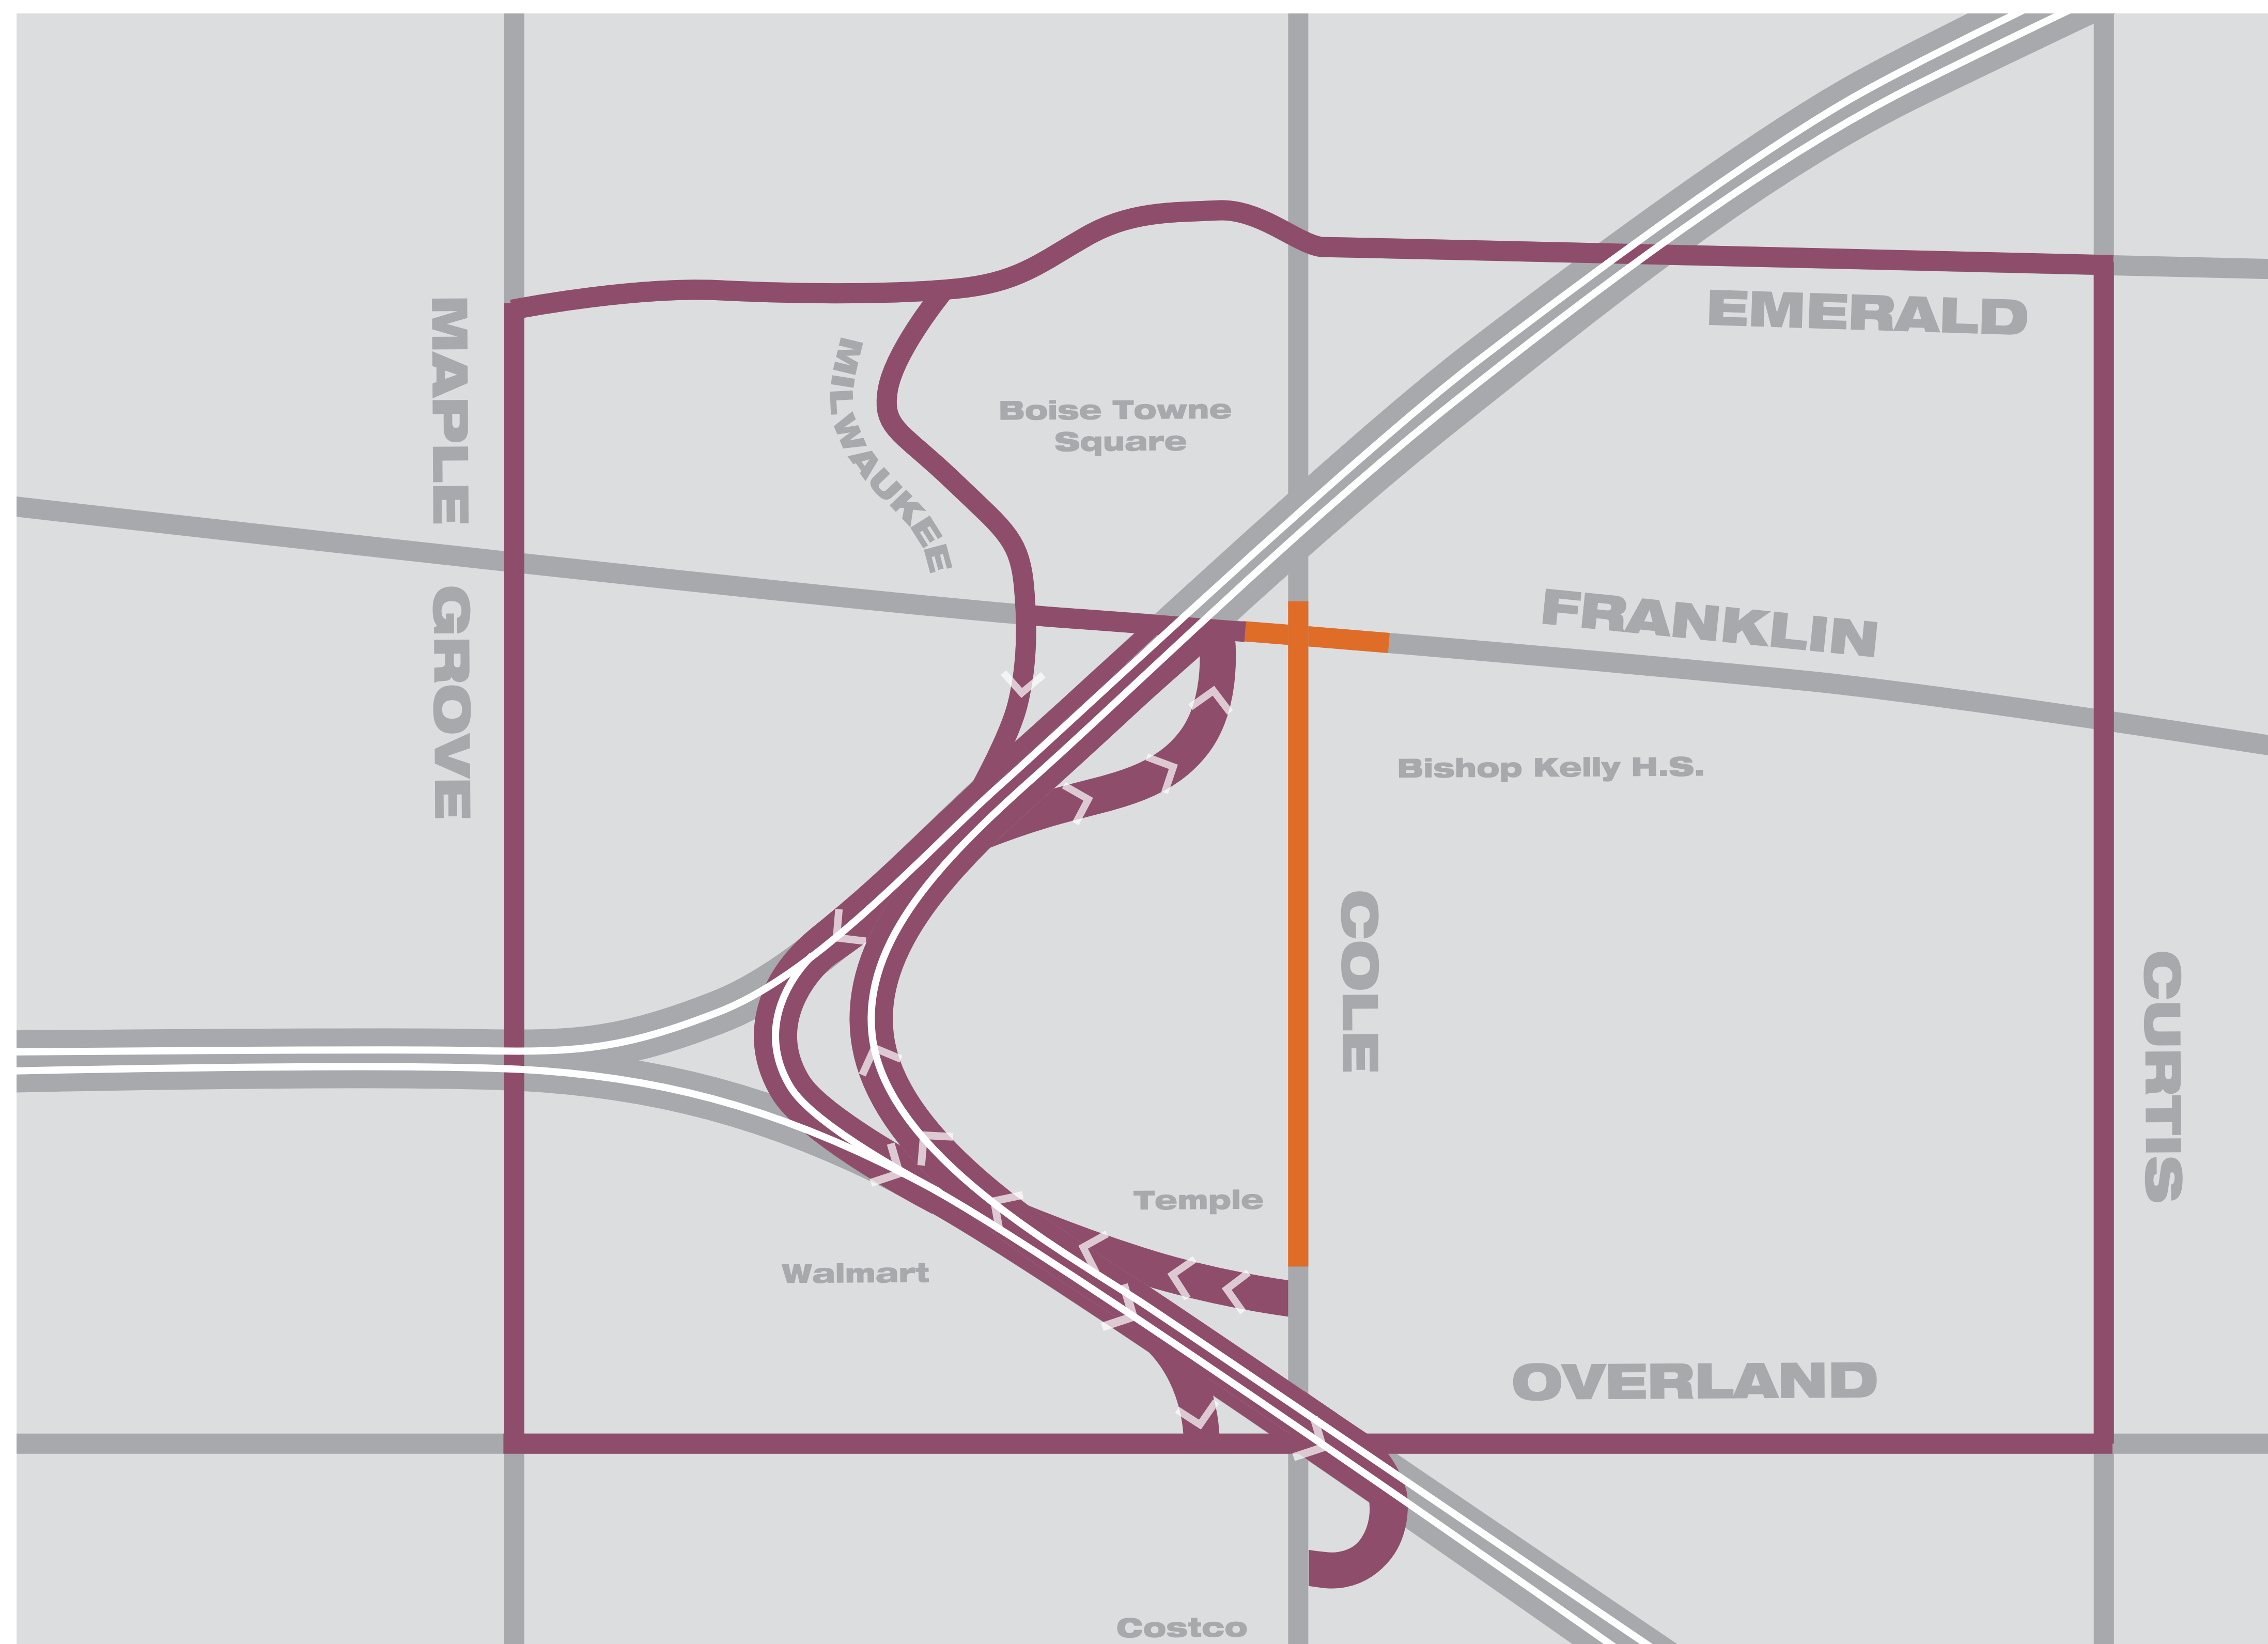 EMERALD
MAPLE GROVE
MILWAUKEE
Boise Towne
Square
FRANKLIN
Bishop Kelly H.S.
COLE
CURTIS
Temple
Walmart
OVERLAND
Costco